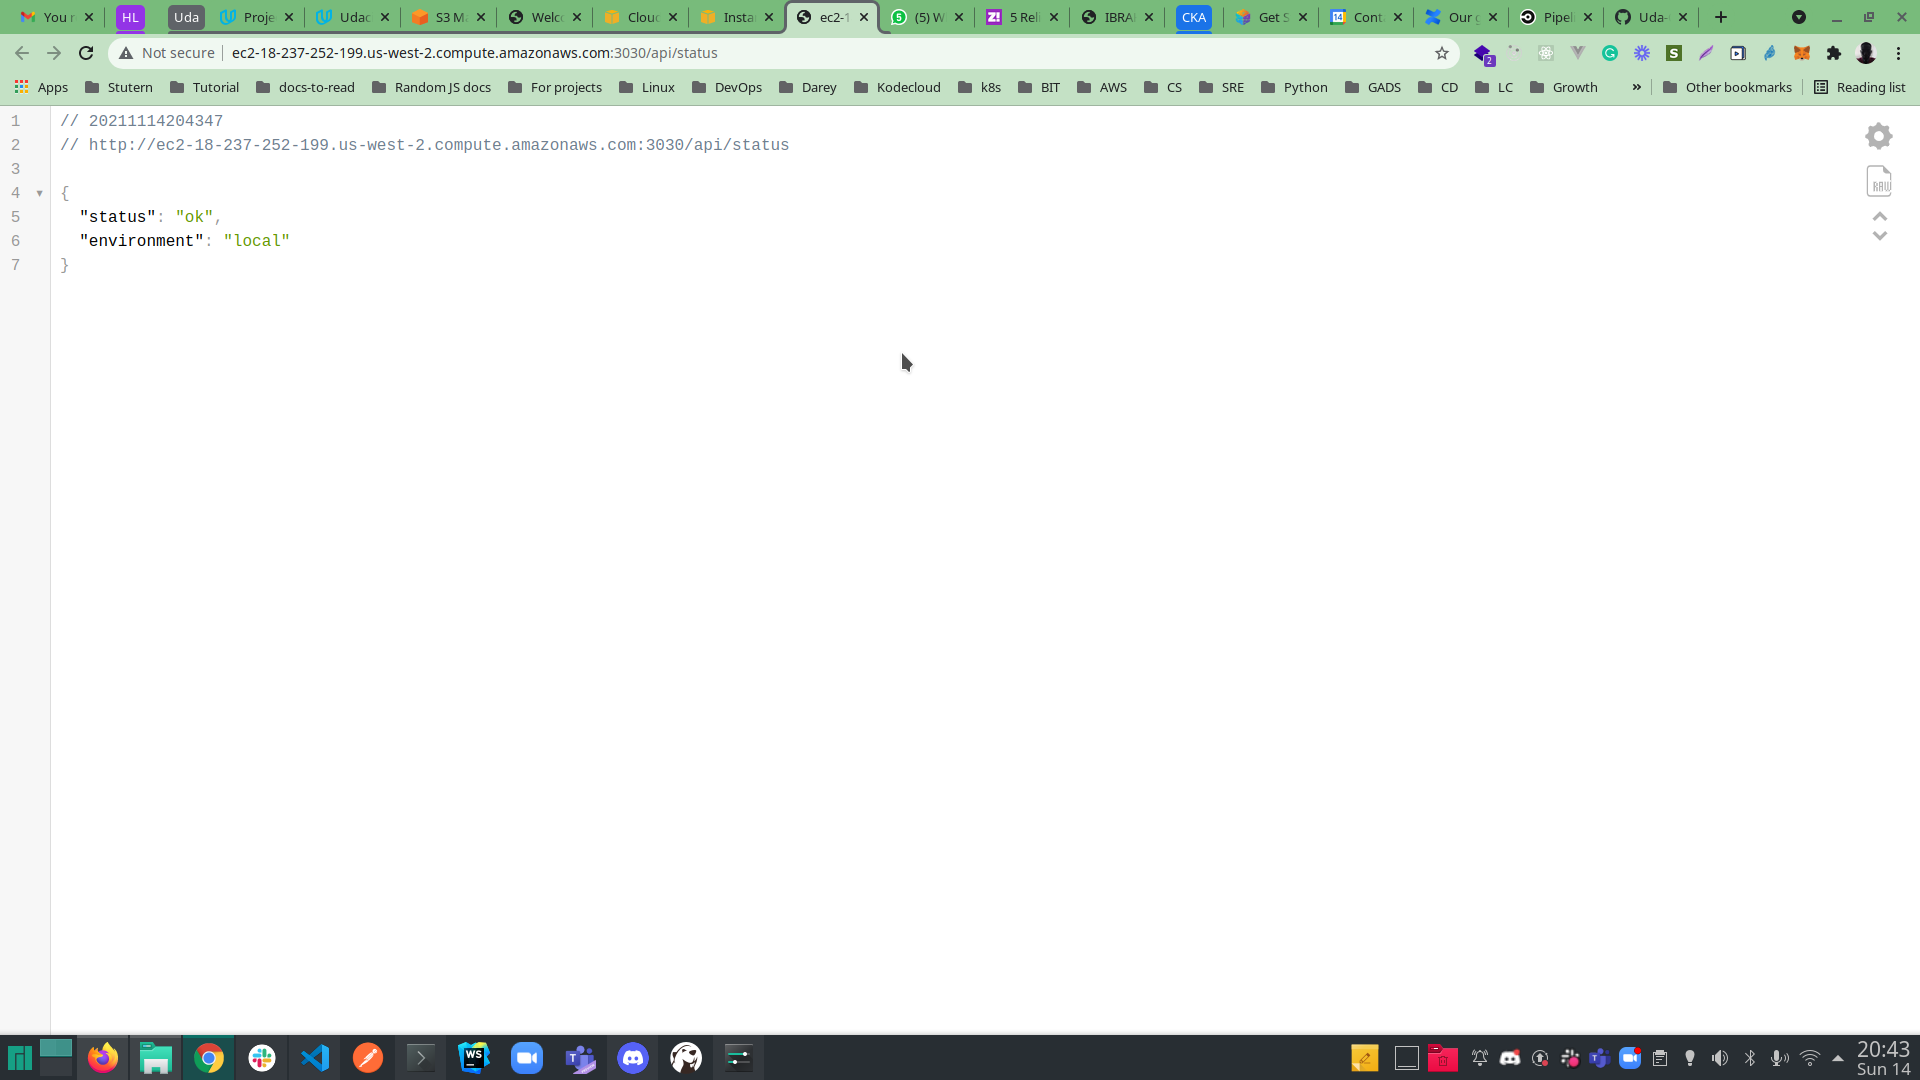 You r
HL
Uda
Proje
Udac
S3 M
Welco
Cloud
Insta
ec2-1
(5) W
5 Reli
IBRA
CKA
Get S
Cont
Our g
Pipeli
Uda-
Not secure
ec2-18-237-252-199.us-west-2.compute.amazonaws.com:3030/api/status
2
Apps
Stutern
Tutorial
docs-to-read
Random JS docs
For projects
Linux
DevOps
Darey
Kodecloud
k8s
BIT
AWS
CS
SRE
Python
GADS
CD
LC
Growth
»
Other bookmarks
Reading list
1 // 20211114204347
2 // http://ec2-18-237-252-199.us-west-2.compute.amazonaws.com:3030/api/status
3
4 {
5 "status": "ok",
6 "environment": "local"
7 }
RAW
WS
20:43
Sun 14